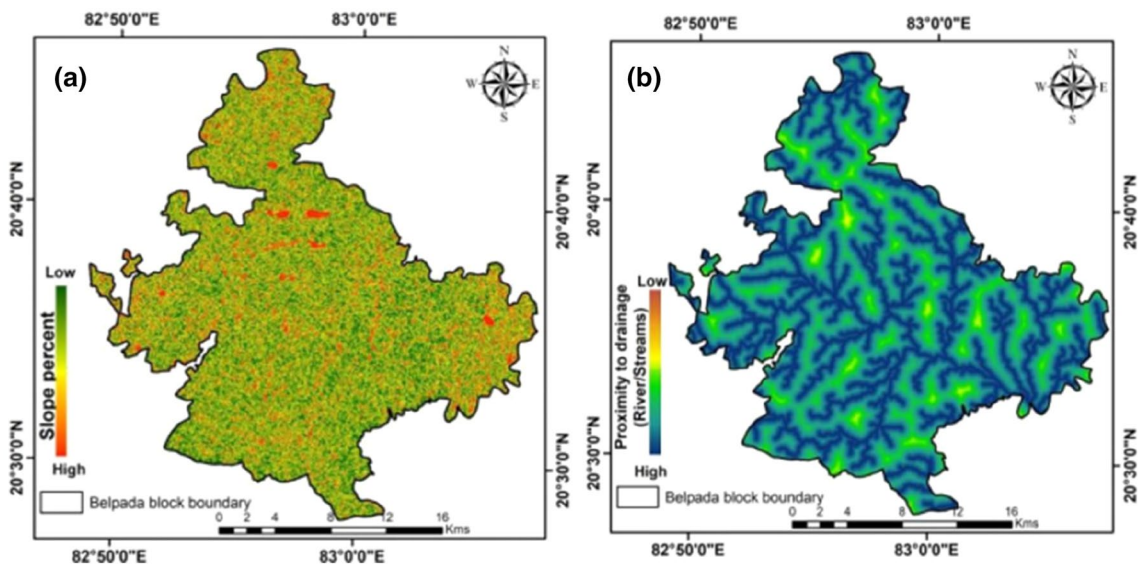 82°50'0"E
83°0'0"E
(a)
N
W
E
S
20°40'0"N
20°40'0"N
Low
Slope percent
High
20°30'0"N
20°30'0"N
Belpada block boundary
0 2 4 8 12 16
Kms
82°50'0"E
83°0'0"E
82°50'0"E
83°0'0"E
(b)
N
W
E
S
20°40'0"N
20°40'0"N
Low
Proximity to drainage
(River/Streams)
High
20°30'0"N
20°30'0"N
Belpada block boundary
0 2 4 8 12 16
Kms
82°50'0"E
83°0'0"E